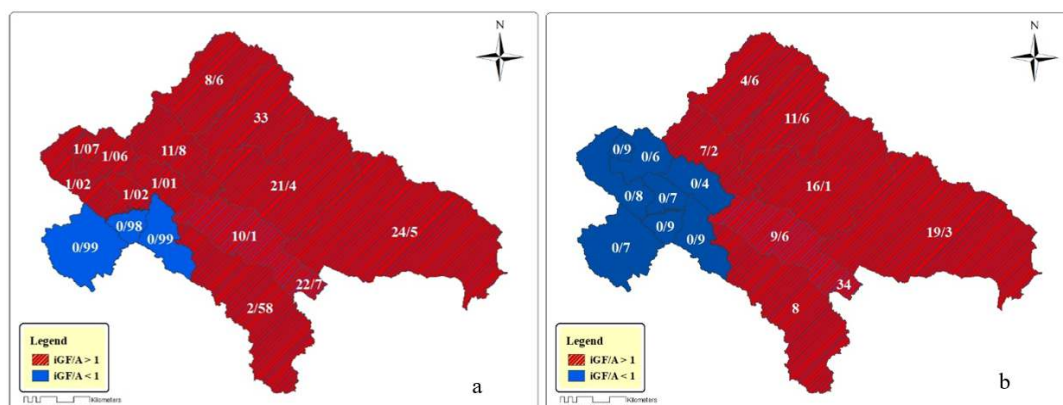 N
8/6
33
1/07
1/06
11/8
1/02
1/02
1/01
21/4
0/99
0/98
0/99
10/1
24/5
22/7
2/58
Legend
iGF/A > 1
iGF/A < 1
Kilometers
a
N
4/6
11/6
0/9
0/6
7/2
0/8
0/7
0/4
16/1
0/7
0/9
0/9
9/6
19/3
34
8
Legend
iGF/A > 1
iGF/A < 1
Kilometers
b